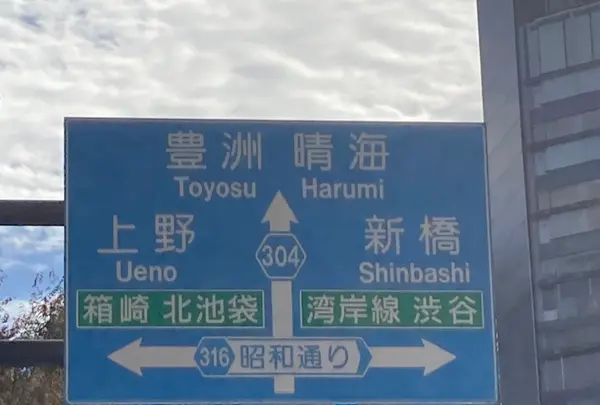 豊洲 晴海
Toyosu Harumi
上野 新橋
Ueno 304 Shinbashi
箱崎 北池袋 湾岸線 渋谷
316 昭和通り